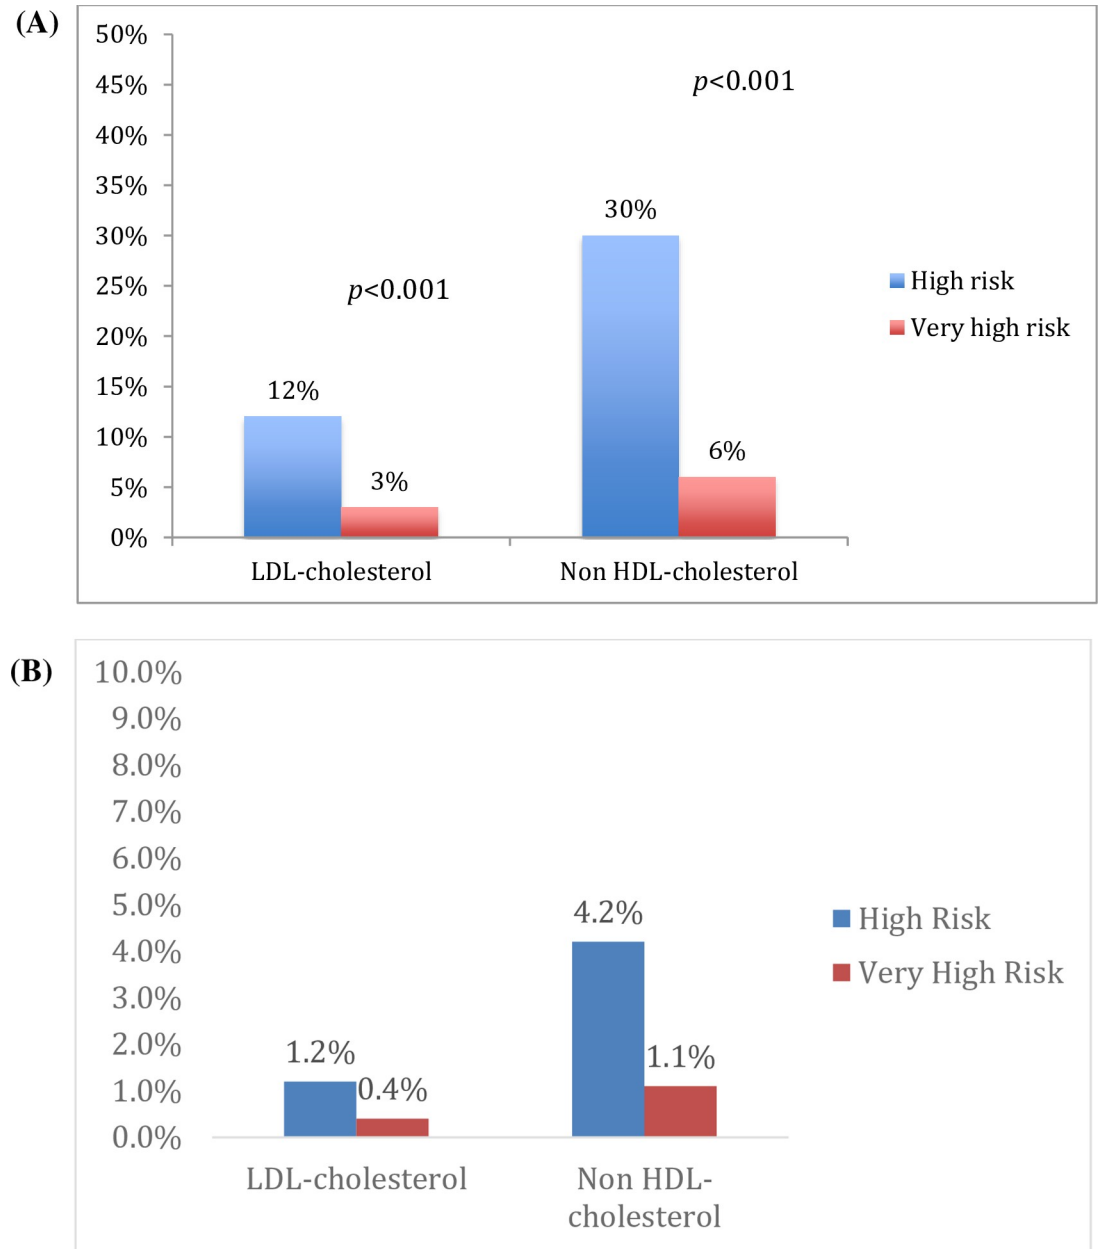 (A)
50%
45%
p<0.001
40%
35%
30%
30%
25%
p<0.001
High risk
20%
Very high risk
15%
12%
10%
6%
5%
3%
0%
LDL-cholesterol
Non HDL-cholesterol
(B)
10.0%
9.0%
8.0%
7.0%
6.0%
5.0%
4.2%
High Risk
4.0%
Very High Risk
3.0%
2.0%
1.2%
1.1%
1.0%
0.4%
0.0%
LDL-cholesterol
Non HDL-
cholesterol